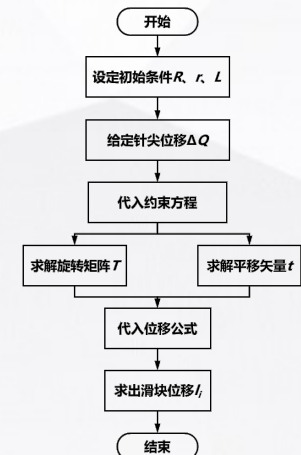 开始
设定初始条件R、r、L
给定针尖位移ΔQ
代入约束方程
求解旋转矩阵T
求解平移矢量t
代入位移公式
求出滑块位移lᵢ
结束